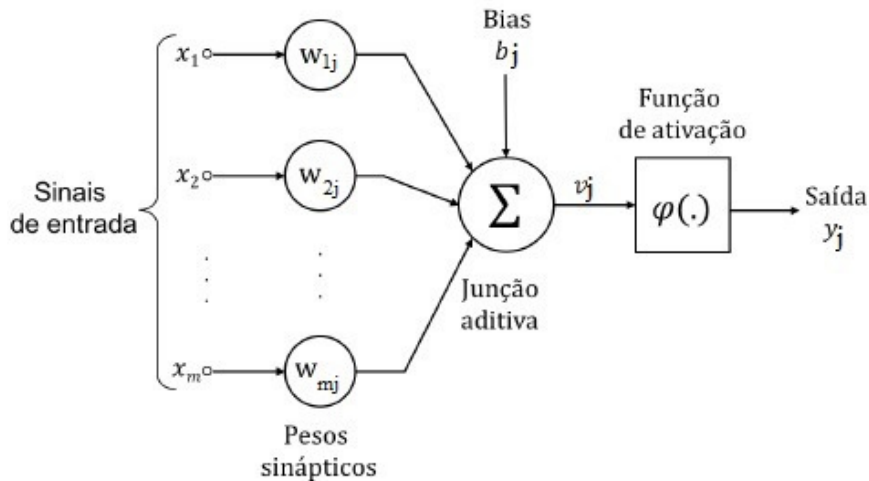 Sinais
de entrada
x₁
x₂
xₘ
w₁ⱼ
w₂ⱼ
wₘⱼ
Pesos
sinápticos
Bias
bⱼ
Σ
Junção
aditiva
vⱼ
Função
de ativação
φ(.)
Saída
yⱼ